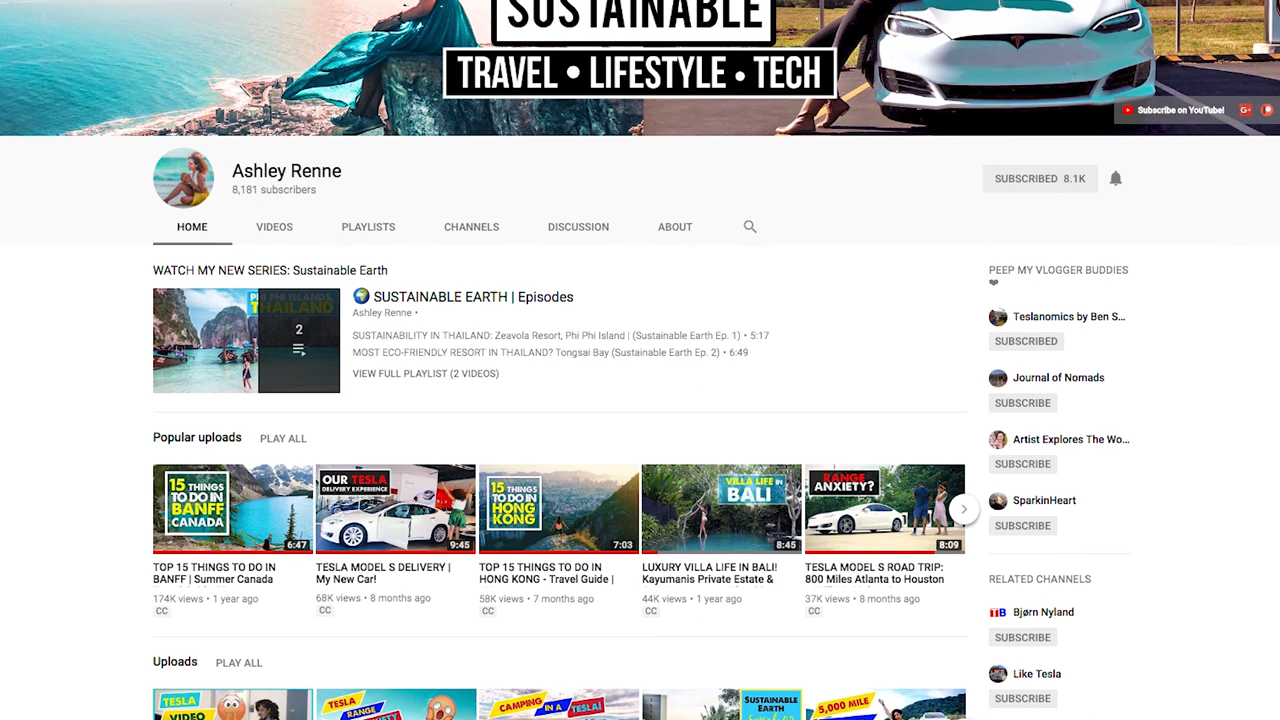 SUSTAINABLE
TRAVEL • LIFESTYLE • TECH
Subscribe on YouTube!
G+
Ashley Renne
8,181 subscribers
SUBSCRIBED 8.1K
HOME VIDEOS PLAYLISTS CHANNELS DISCUSSION ABOUT
WATCH MY NEW SERIES: Sustainable Earth
PHI PHI ISLANDS,
THAILAND
2
🌍 SUSTAINABLE EARTH | Episodes
Ashley Renne •
SUSTAINABILITY IN THAILAND: Zeavola Resort, Phi Phi Island | (Sustainable Earth Ep. 1) • 5:17
MOST ECO-FRIENDLY RESORT IN THAILAND? Tongsai Bay (Sustainable Earth Ep. 2) • 6:49
VIEW FULL PLAYLIST (2 VIDEOS)
Popular uploads PLAY ALL
15 THINGS
TO DO IN
BANFF
CANADA
6:47
TOP 15 THINGS TO DO IN
BANFF | Summer Canada
174K views • 1 year ago
CC
OUR TESLA
DELIVERY EXPERIENCE
9:45
TESLA MODEL S DELIVERY |
My New Car!
68K views • 8 months ago
CC
15 THINGS
TO DO IN
HONG
KONG
7:03
TOP 15 THINGS TO DO IN
HONG KONG - Travel Guide |
58K views • 7 months ago
CC
VILLA LIFE IN
BALI
8:45
LUXURY VILLA LIFE IN BALI!
Kayumanis Private Estate &
44K views • 1 year ago
CC
RANGE
ANXIETY?
8:09
TESLA MODEL S ROAD TRIP:
800 Miles Atlanta to Houston
37K views • 8 months ago
CC
Uploads PLAY ALL
TESLA
VIDEO
TESLA
RANGE
CAMPING IN A TESLA!
SUSTAINABLE
EARTH
5,000 MILE
PEEP MY VLOGGER BUDDIES
❤
Teslanomics by Ben S...
SUBSCRIBED
Journal of Nomads
SUBSCRIBE
Artist Explores The Wo...
SUBSCRIBE
SparkinHeart
SUBSCRIBE
RELATED CHANNELS
TB
Bjørn Nyland
SUBSCRIBE
Like Tesla
SUBSCRIBE